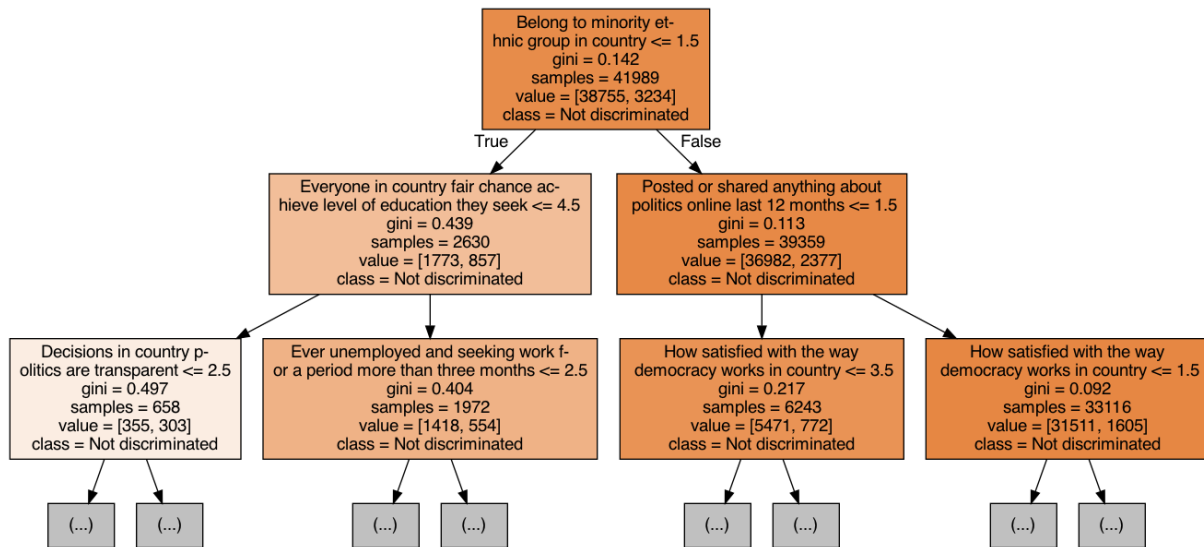 Belong to minority et-
hnic group in country <= 1.5
gini = 0.142
samples = 41989
value = [38755, 3234]
class = Not discriminated
True
False
Everyone in country fair chance ac-
hieve level of education they seek <= 4.5
gini = 0.439
samples = 2630
value = [1773, 857]
class = Not discriminated
Posted or shared anything about
politics online last 12 months <= 1.5
gini = 0.113
samples = 39359
value = [36982, 2377]
class = Not discriminated
Decisions in country p-
olitics are transparent <= 2.5
gini = 0.497
samples = 658
value = [355, 303]
class = Not discriminated
Ever unemployed and seeking work f-
or a period more than three months <= 2.5
gini = 0.404
samples = 1972
value = [1418, 554]
class = Not discriminated
How satisfied with the way
democracy works in country <= 3.5
gini = 0.217
samples = 6243
value = [5471, 772]
class = Not discriminated
How satisfied with the way
democracy works in country <= 1.5
gini = 0.092
samples = 33116
value = [31511, 1605]
class = Not discriminated
(...)
(...)
(...)
(...)
(...)
(...)
(...)
(...)